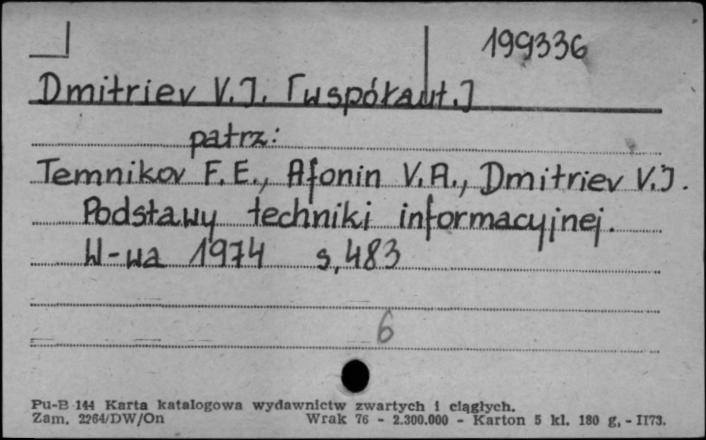 199336
Dmitriev V.I. [współaut.]
patrz:
Temnikov F.E., Afonin V.A., Dmitriev V.I.
Podstawy techniki informacyjnej.
W-wa 1974 s. 483
6
Pu-B 144 Karta katalogowa wydawnictw zwartych i ciągłych.
Zam. 2264/DW/On Wrak 76 - 2.300.000 - Karton 5 kl. 180 g. - II73.